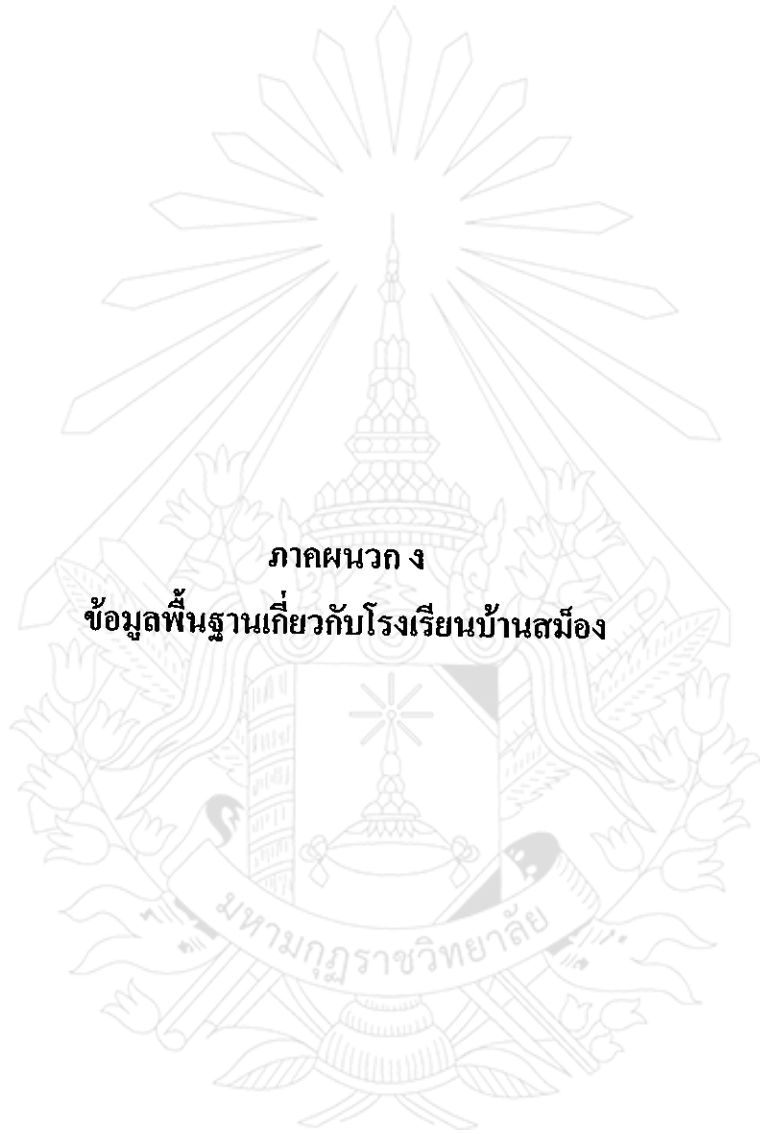 ภาคผนวก ง
ข้อมูลพื้นฐานเกี่ยวกับโรงเรียนบ้านสม็อง
มหามกุฏราชวิทยาลัย